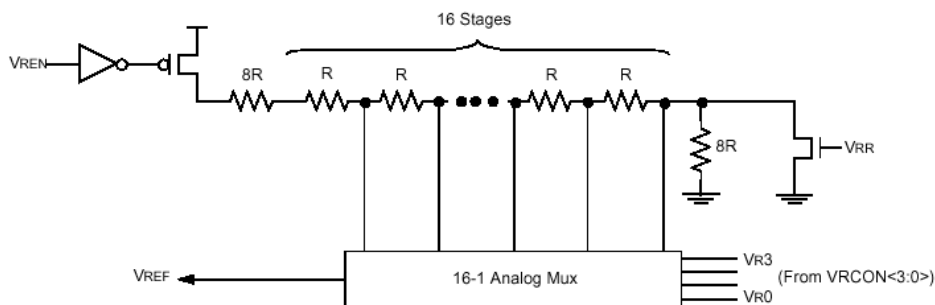 16 Stages
VREN
8R
R
R
R
R
8R
VRR
VREF
16-1 Analog Mux
VR3
(From VRCON<3:0>)
VR0